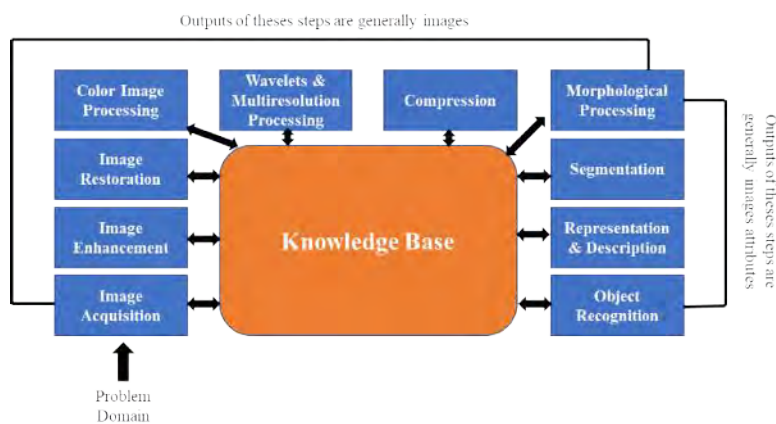 Outputs of theses steps are generally images
Color Image
Processing
Wavelets &
Multiresolution
Processing
Compression
Morphological
Processing
Image
Restoration
Segmentation
Image
Enhancement
Knowledge Base
Representation
& Description
Image
Acquisition
Object
Recognition
Outputs of theses steps are
generally images attributes
Problem
Domain